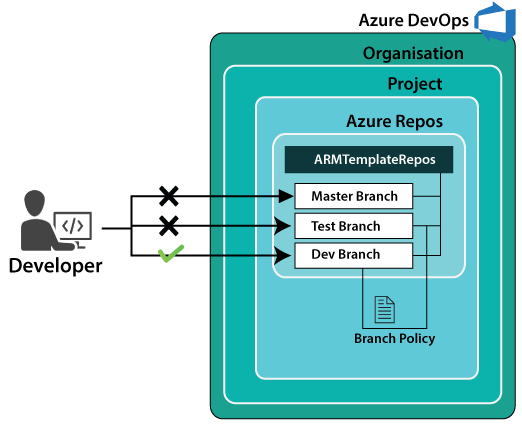 Azure DevOps
Organisation
Project
Azure Repos
ARMTemplateRepos
Master Branch
Test Branch
Dev Branch
Developer
Branch Policy